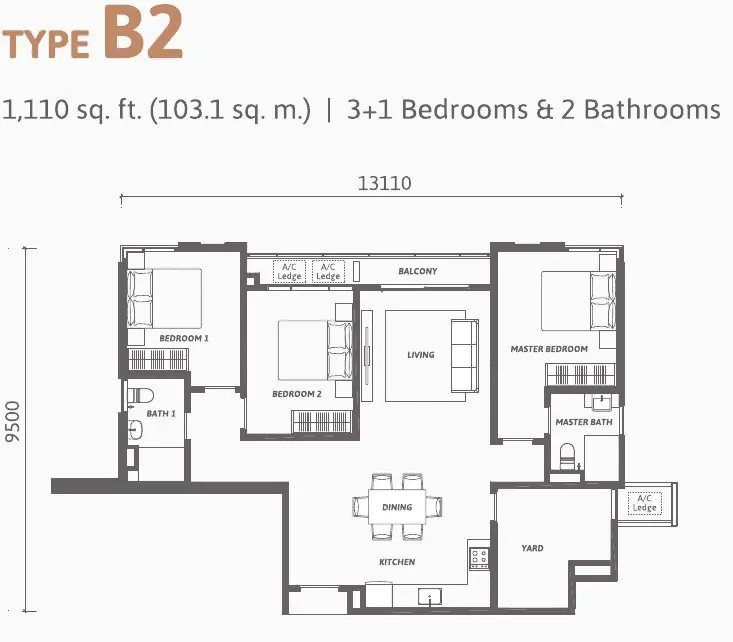 TYPE B2
1,110 sq. ft. (103.1 sq. m.) | 3+1 Bedrooms & 2 Bathrooms
13110
9500
A/C
Ledge
A/C
Ledge
BALCONY
BEDROOM 1
BEDROOM 2
LIVING
MASTER BEDROOM
BATH 1
MASTER BATH
A/C
Ledge
DINING
YARD
KITCHEN